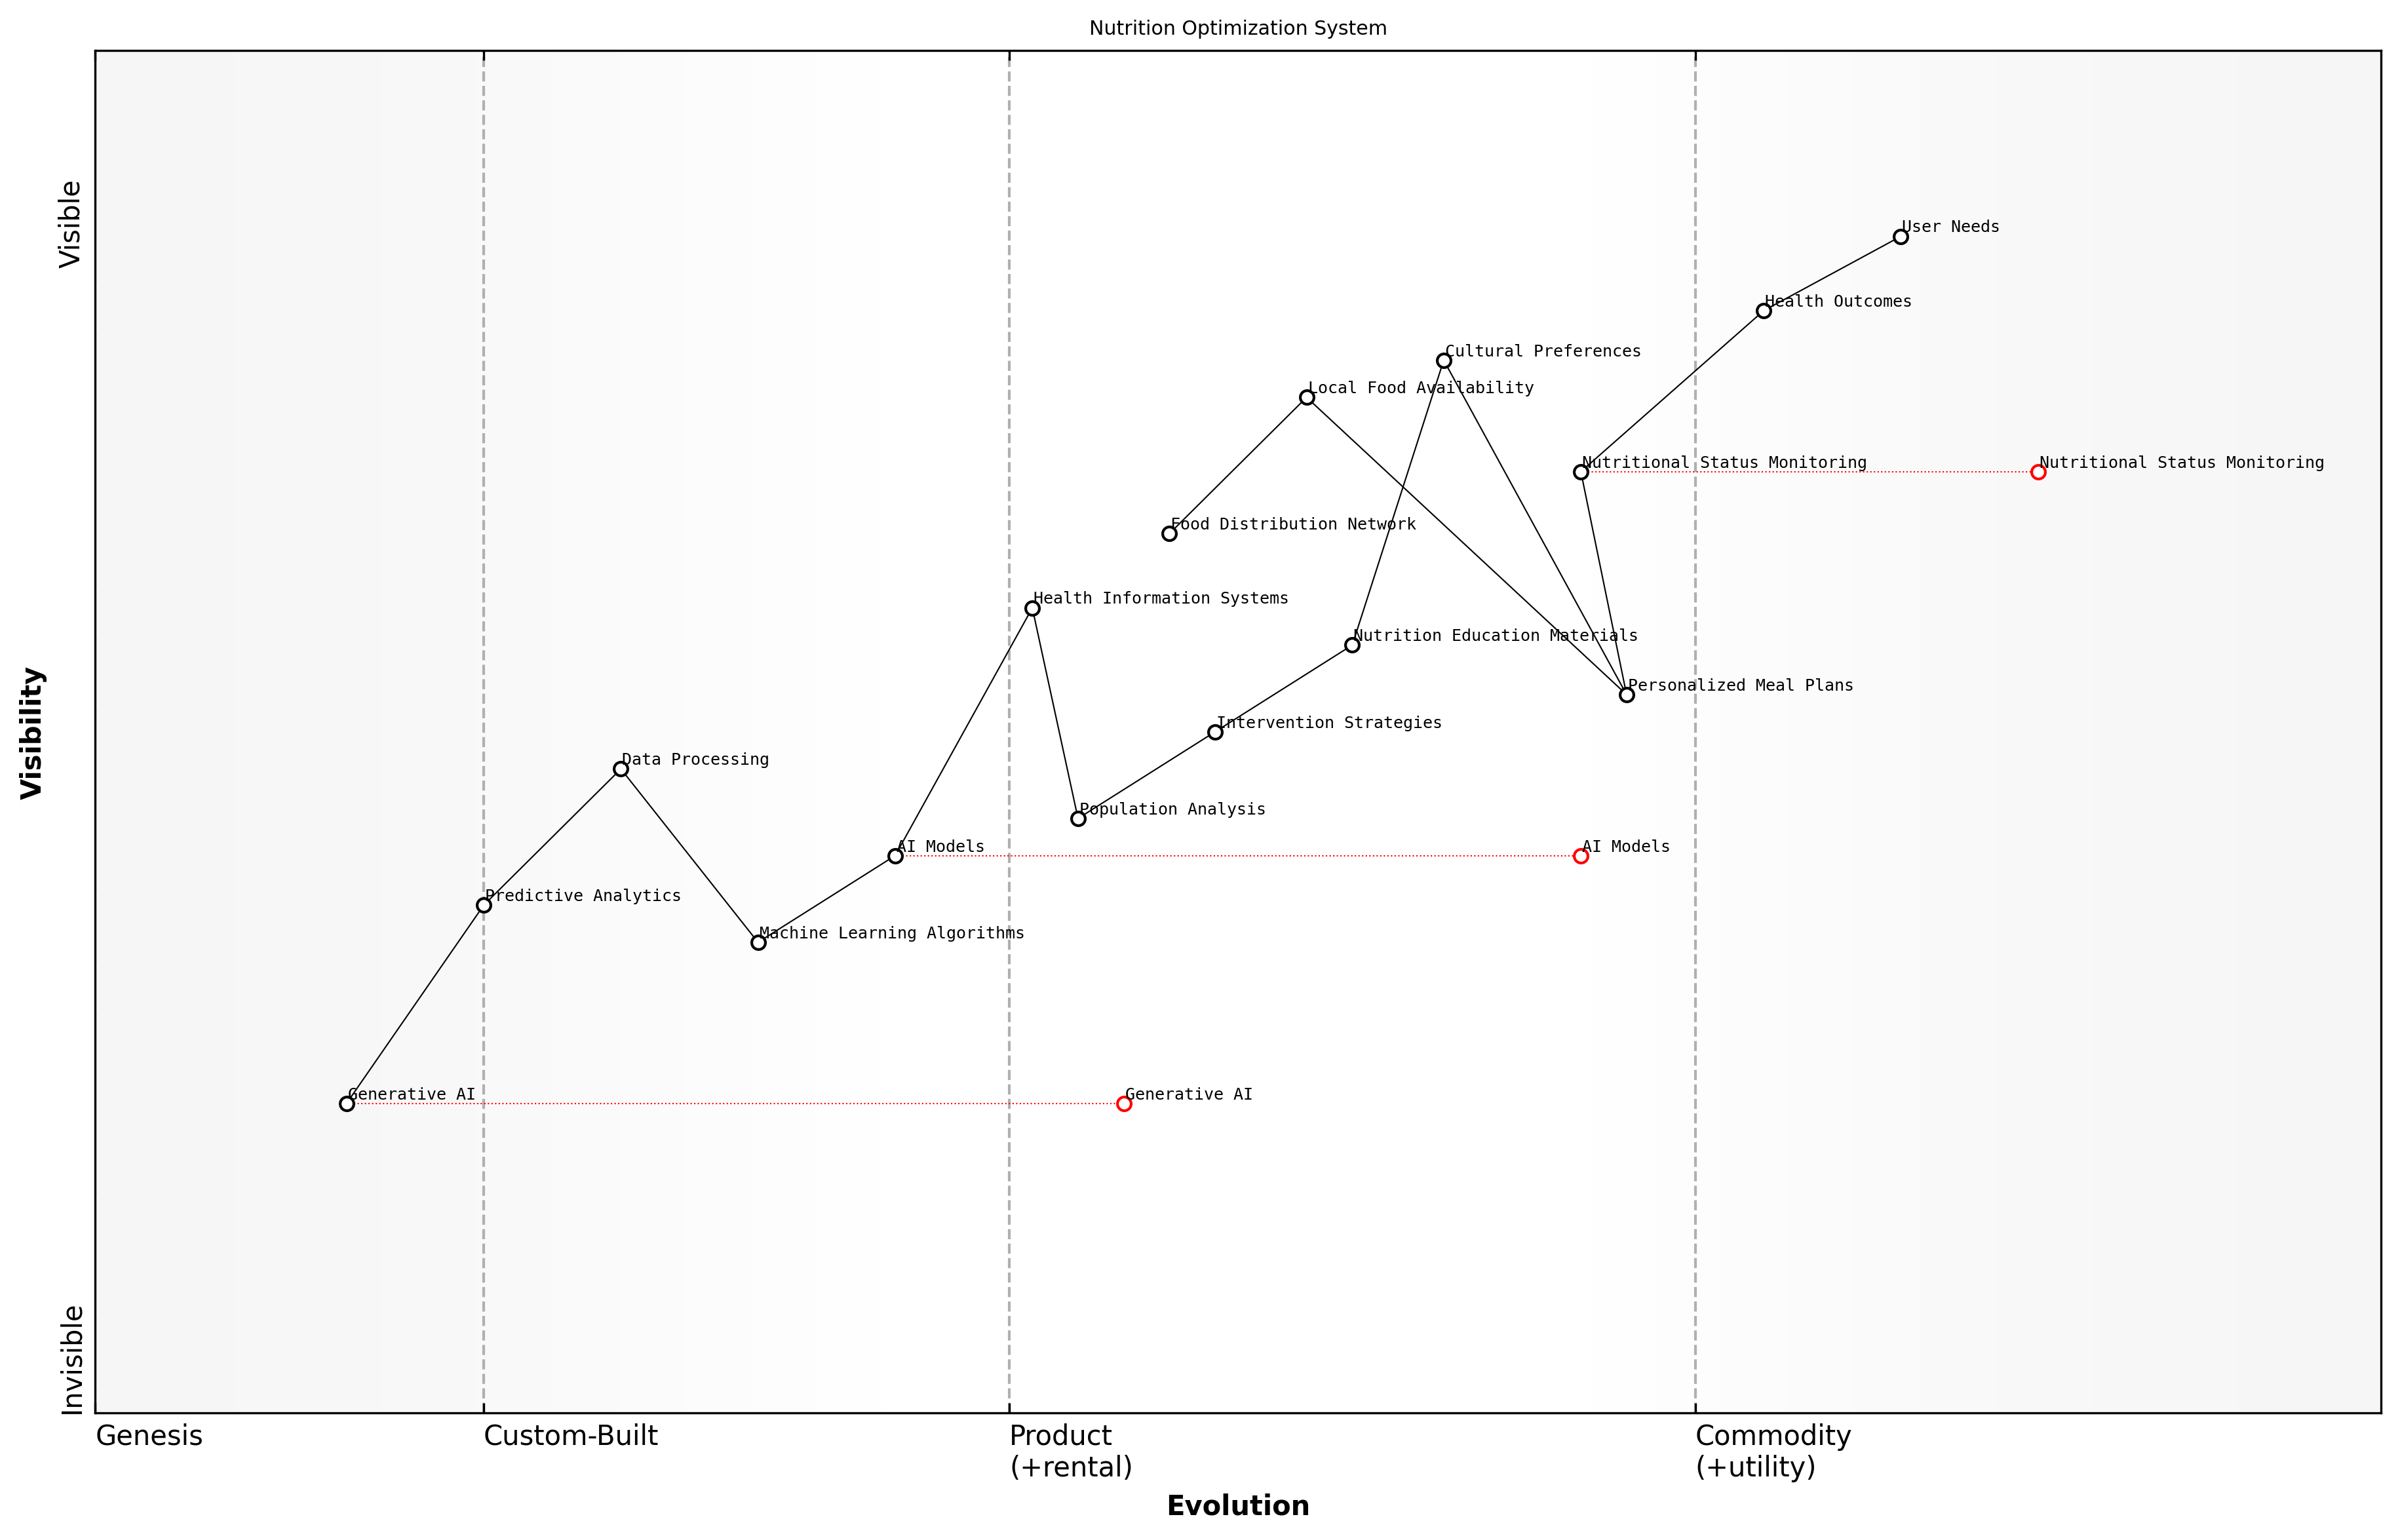 Nutrition Optimization System
Visible
User Needs
Health Outcomes
Cultural Preferences
Local Food Availability
Nutritional Status Monitoring
Nutritional Status Monitoring
Food Distribution Network
Health Information Systems
Nutrition Education Materials
Personalized Meal Plans
Intervention Strategies
Visibility
Data Processing
Population Analysis
AI Models
AI Models
Predictive Analytics
Machine Learning Algorithms
Generative AI
Generative AI
Invisible
Genesis
Custom-Built
Product
(+rental)
Commodity
(+utility)
Evolution